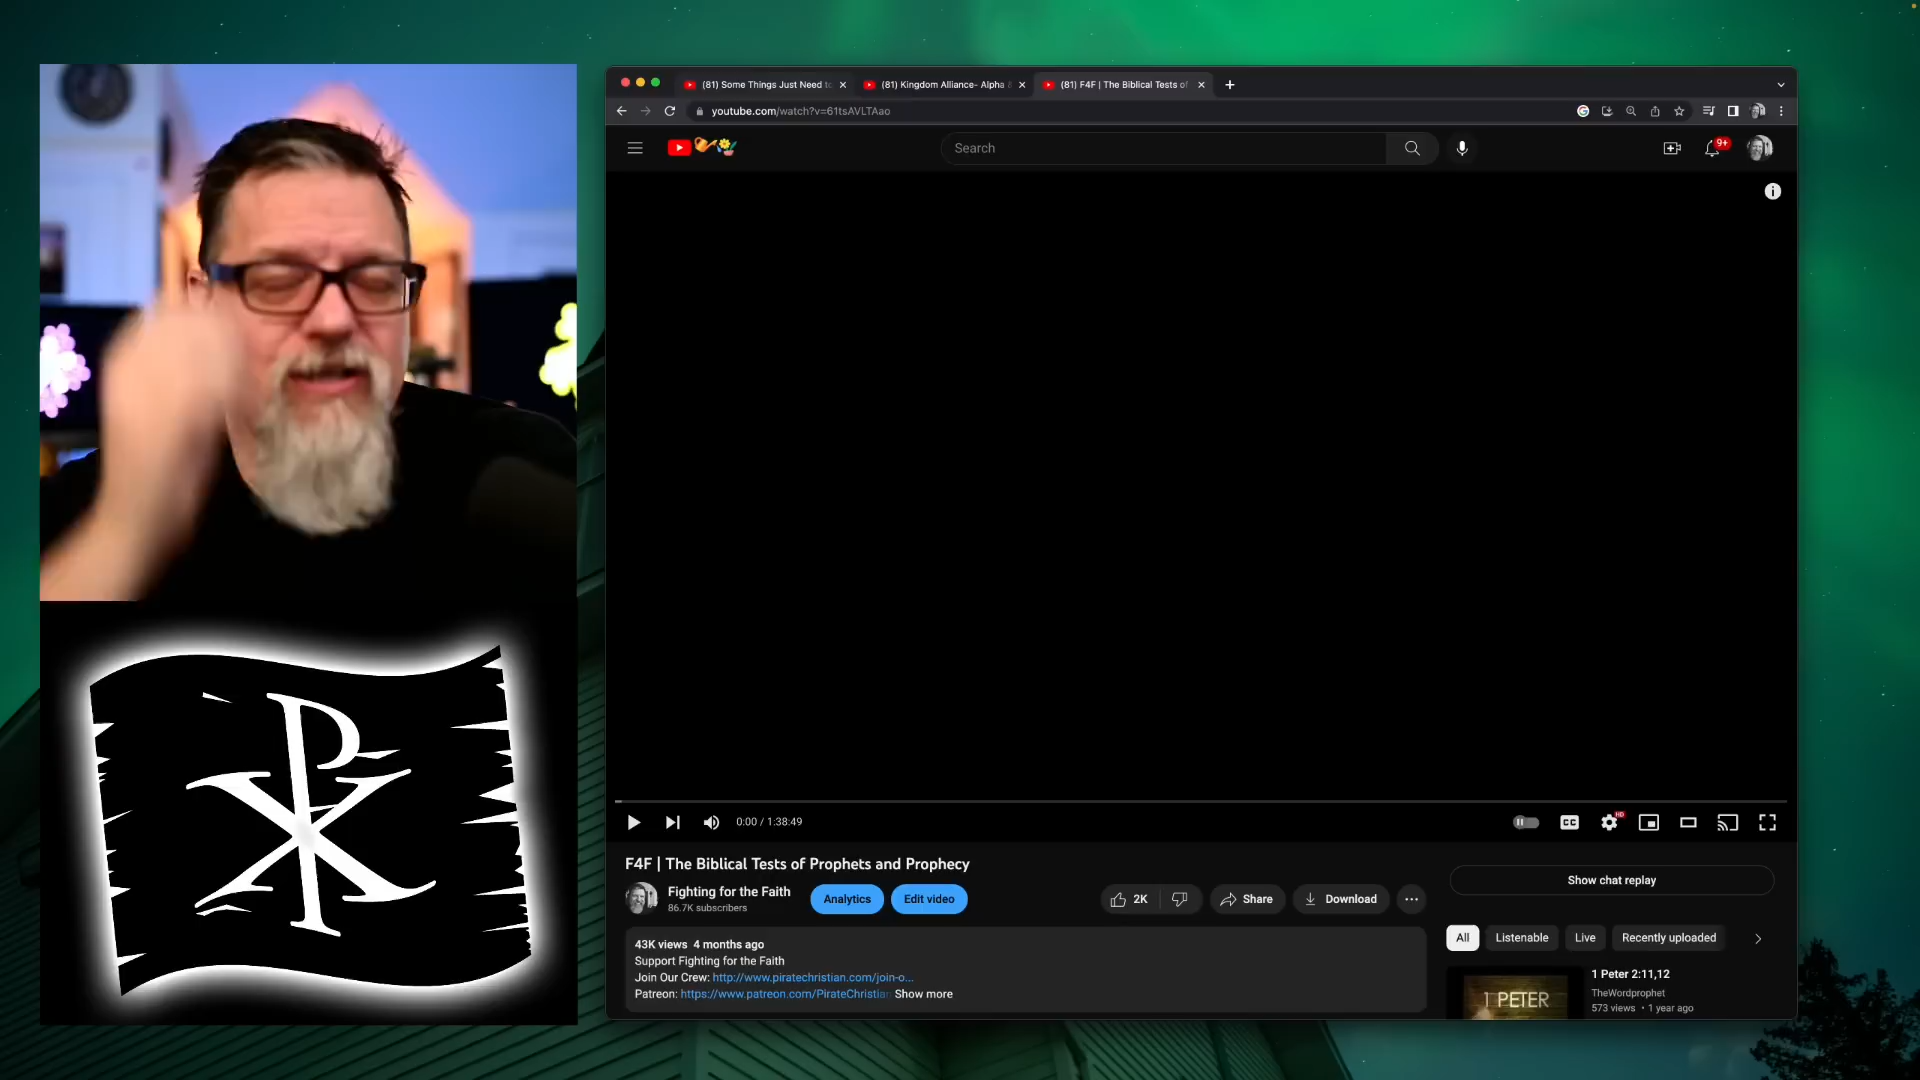 (81) Some Things Just Need to
(81) Kingdom Alliance- Alpha &
(81) F4F | The Biblical Tests of
youtube.com/watch?v=61tsAVLTAao
Search
9+
0:00 / 1:38:49
CC
HD
F4F | The Biblical Tests of Prophets and Prophecy
Fighting for the Faith
86.7K subscribers
Analytics
Edit video
2K
Share
Download
43K views 4 months ago
Support Fighting for the Faith
Join Our Crew: http://www.piratechristian.com/join-o...
Patreon: https://www.patreon.com/PirateChristian Show more
Show chat replay
All
Listenable
Live
Recently uploaded
1 PETER
1 Peter 2:11,12
TheWordprophet
573 views • 1 year ago